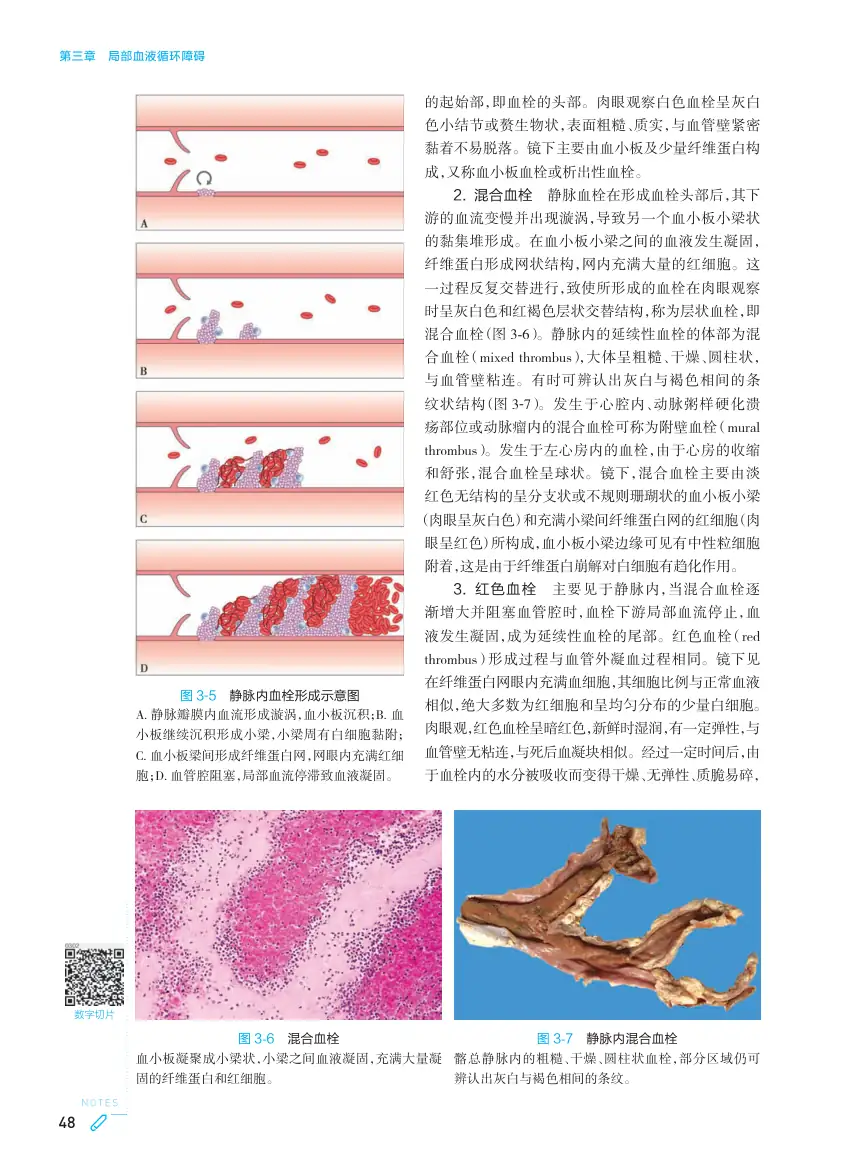 第三章 局部血液循环障碍
A
B
C
D
图 3-5 静脉内血栓形成示意图
A. 静脉瓣膜内血流形成漩涡,血小板沉积;B. 血
小板继续沉积形成小梁,小梁周有白细胞黏附;
C. 血小板梁间形成纤维蛋白网,网眼内充满红细
胞;D. 血管腔阻塞,局部血流停滞致血液凝固。
的起始部,即血栓的头部。肉眼观察白色血栓呈灰白
色小结节或赘生物状,表面粗糙、质实,与血管壁紧密
黏着不易脱落。镜下主要由血小板及少量纤维蛋白构
成,又称血小板血栓或析出性血栓。
2. 混合血栓 静脉血栓在形成血栓头部后,其下
游的血流变慢并出现漩涡,导致另一个血小板小梁状
的黏集堆形成。在血小板小梁之间的血液发生凝固,
纤维蛋白形成网状结构,网内充满大量的红细胞。这
一过程反复交替进行,致使所形成的血栓在肉眼观察
时呈灰白色和红褐色层状交替结构,称为层状血栓,即
混合血栓(图 3-6)。静脉内的延续性血栓的体部为混
合血栓(mixed thrombus),大体呈粗糙、干燥、圆柱状,
与血管壁粘连。有时可辨认出灰白与褐色相间的条
纹状结构(图 3-7)。发生于心腔内、动脉粥样硬化溃
疡部位或动脉瘤内的混合血栓可称为附壁血栓(mural
thrombus)。发生于左心房内的血栓,由于心房的收缩
和舒张,混合血栓呈球状。镜下,混合血栓主要由淡
红色无结构的呈分支状或不规则珊瑚状的血小板小梁
(肉眼呈灰白色)和充满小梁间纤维蛋白网的红细胞(肉
眼呈红色)所构成,血小板小梁边缘可见有中性粒细胞
附着,这是由于纤维蛋白崩解对白细胞有趋化作用。
3. 红色血栓 主要见于静脉内,当混合血栓逐
渐增大并阻塞血管腔时,血栓下游局部血流停止,血
液发生凝固,成为延续性血栓的尾部。红色血栓(red
thrombus)形成过程与血管外凝血过程相同。镜下见
在纤维蛋白网眼内充满血细胞,其细胞比例与正常血液
相似,绝大多数为红细胞和呈均匀分布的少量白细胞。
肉眼观,红色血栓呈暗红色,新鲜时湿润,有一定弹性,与
血管壁无粘连,与死后血凝块相似。经过一定时间后,由
于血栓内的水分被吸收而变得干燥、无弹性、质脆易碎,
数字切片
图 3-6 混合血栓
血小板凝聚成小梁状,小梁之间血液凝固,充满大量凝
固的纤维蛋白和红细胞。
图 3-7 静脉内混合血栓
髂总静脉内的粗糙、干燥、圆柱状血栓,部分区域仍可
辨认出灰白与褐色相间的条纹。
NOTES
48